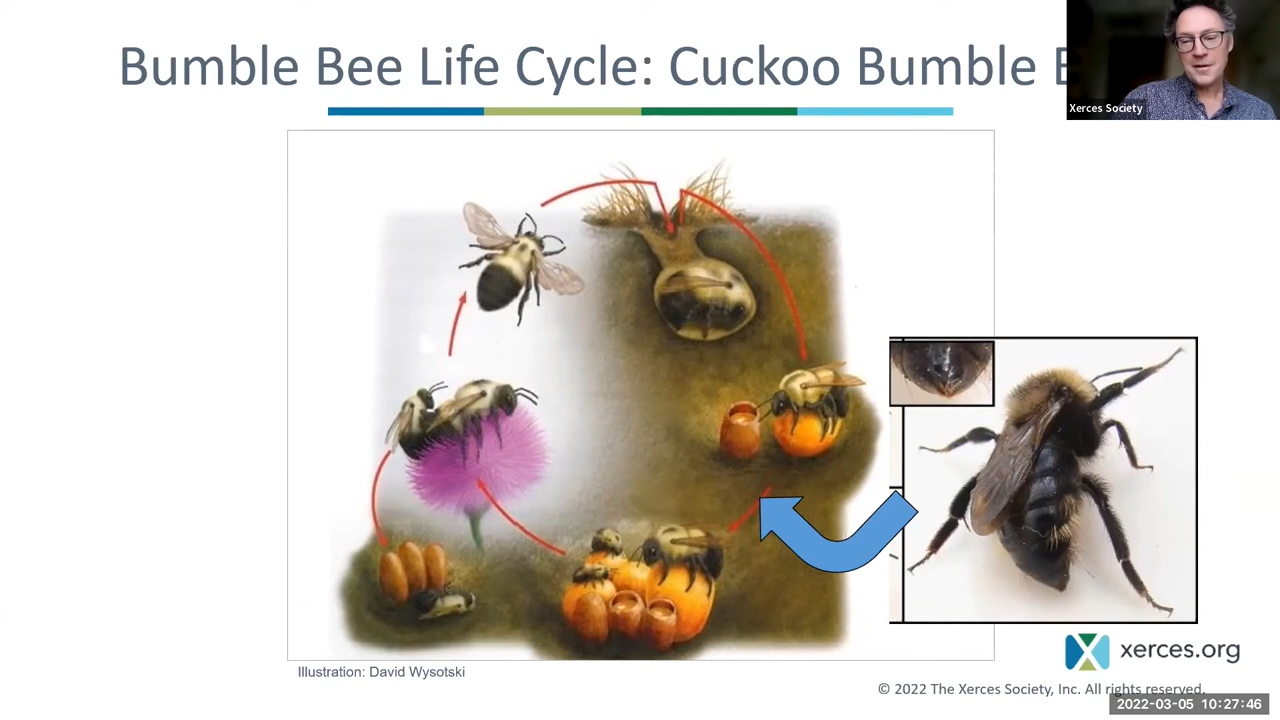 Bumble Bee Life Cycle: Cuckoo Bumble
Xerces Society
Illustration: David Wysotski
xerces.org
© 2022 The Xerces Society, Inc. All rights reserved.
2022-03-05 10:27:46